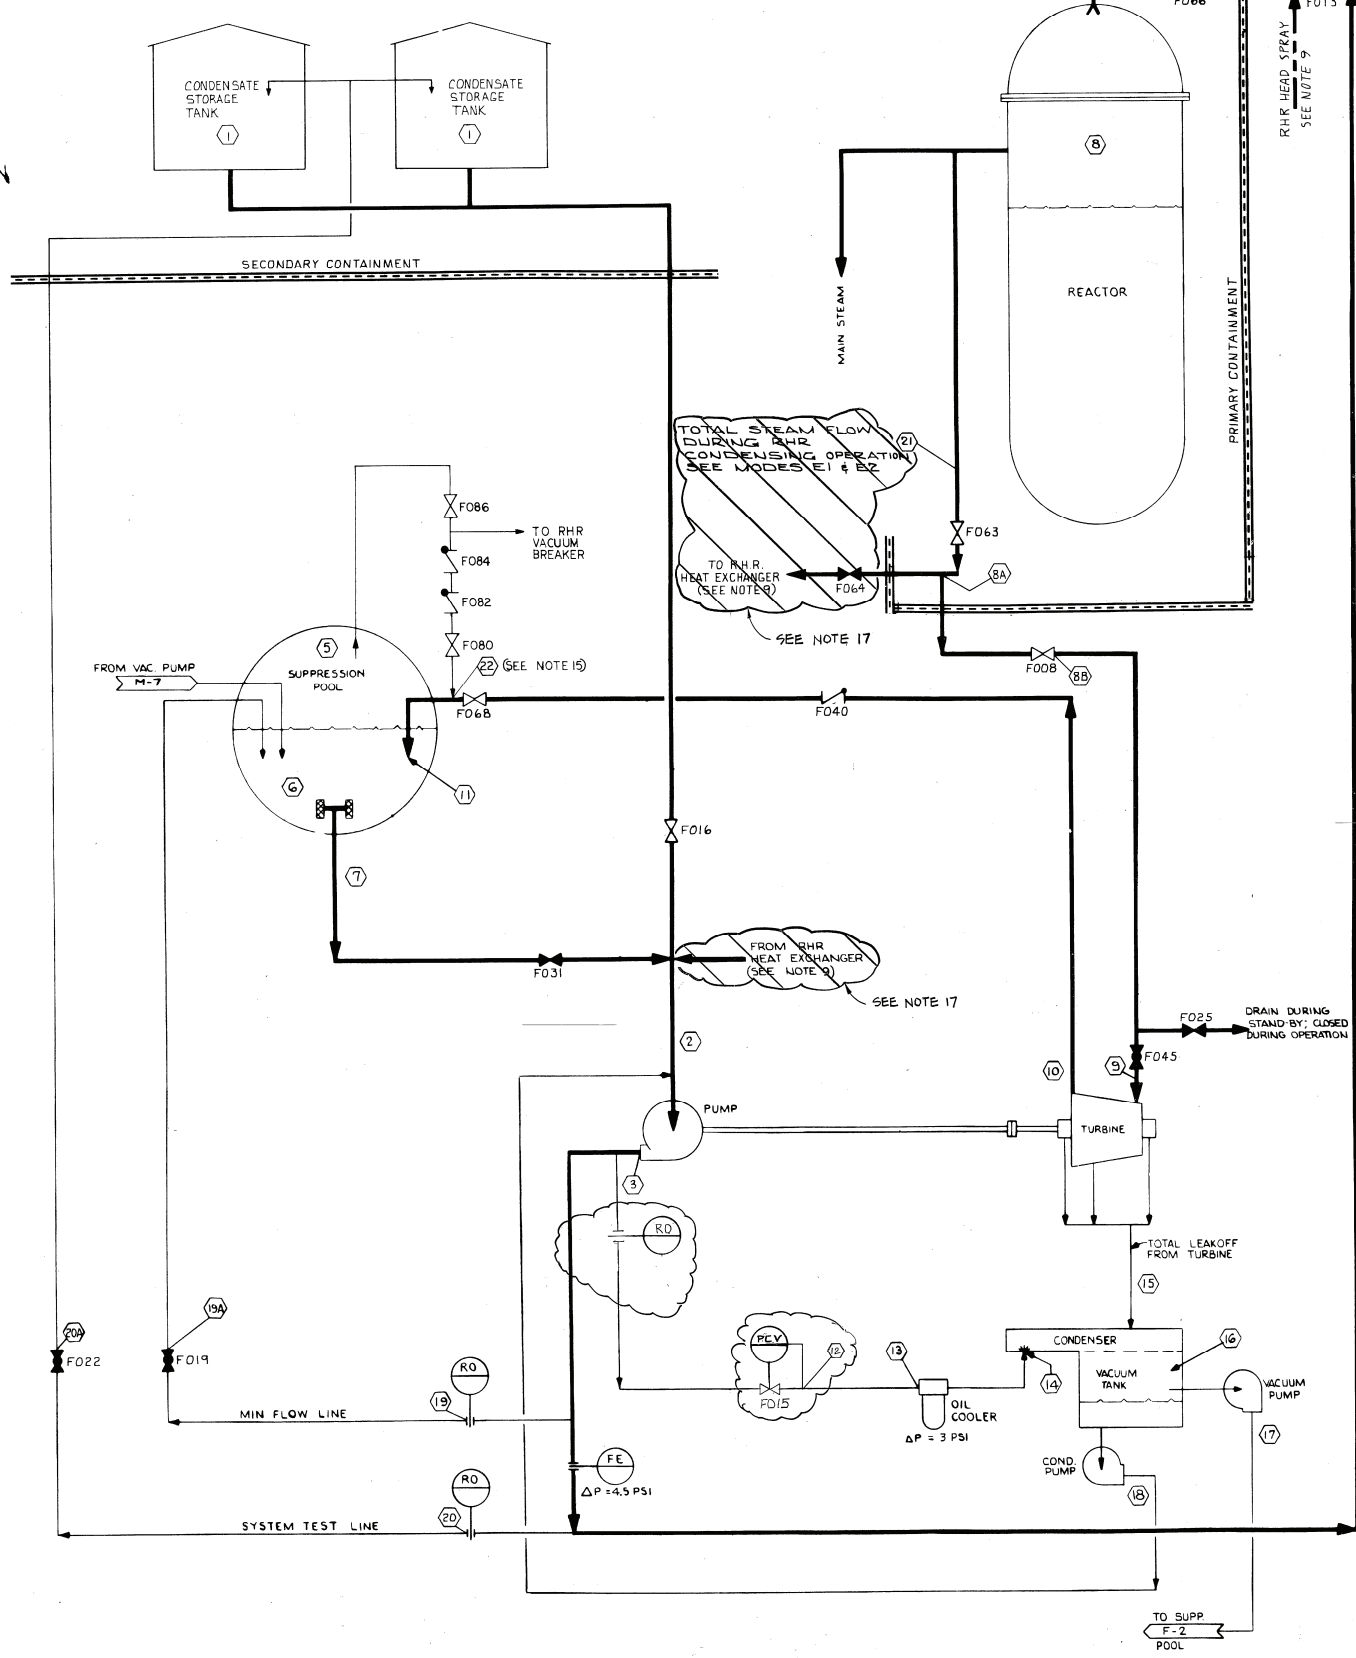 F066
F013
RHR HEAD SPRAY
SEE NOTE 9
CONDENSATE
STORAGE
TANK
1
CONDENSATE
STORAGE
TANK
1
8
SECONDARY CONTAINMENT
REACTOR
MAIN STEAM
PRIMARY CONTAINMENT
TOTAL STEAM FLOW
DURING RHR
CONDENSING OPERATION
SEE MODES E1 & E2
21
F086
TO RHR
VACUUM
BREAKER
F084
F063
TO R.H.R.
HEAT EXCHANGER
(SEE NOTE 9)
F064
8A
F082
SEE NOTE 17
F080
5
SUPPRESSION
POOL
FROM VAC. PUMP
M-7
22 (SEE NOTE 15)
F008
8B
F068
F040
6
11
F016
7
FROM RHR
HEAT EXCHANGER
(SEE NOTE 9)
F031
SEE NOTE 17
DRAIN DURING
STAND-BY; CLOSED
DURING OPERATION
F025
2
F045
10
9
PUMP
TURBINE
3
RO
TOTAL LEAKOFF
FROM TURBINE
15
19A
20A
F022
F019
RO
PCV
12
13
CONDENSER
16
14
VACUUM
TANK
VACUUM
PUMP
F015
OIL
COOLER
ΔP = 3 PSI
19
MIN FLOW LINE
17
FE
ΔP = 4.5 PSI
COND.
PUMP
18
RO
20
SYSTEM TEST LINE
TO SUPP.
F-2
POOL